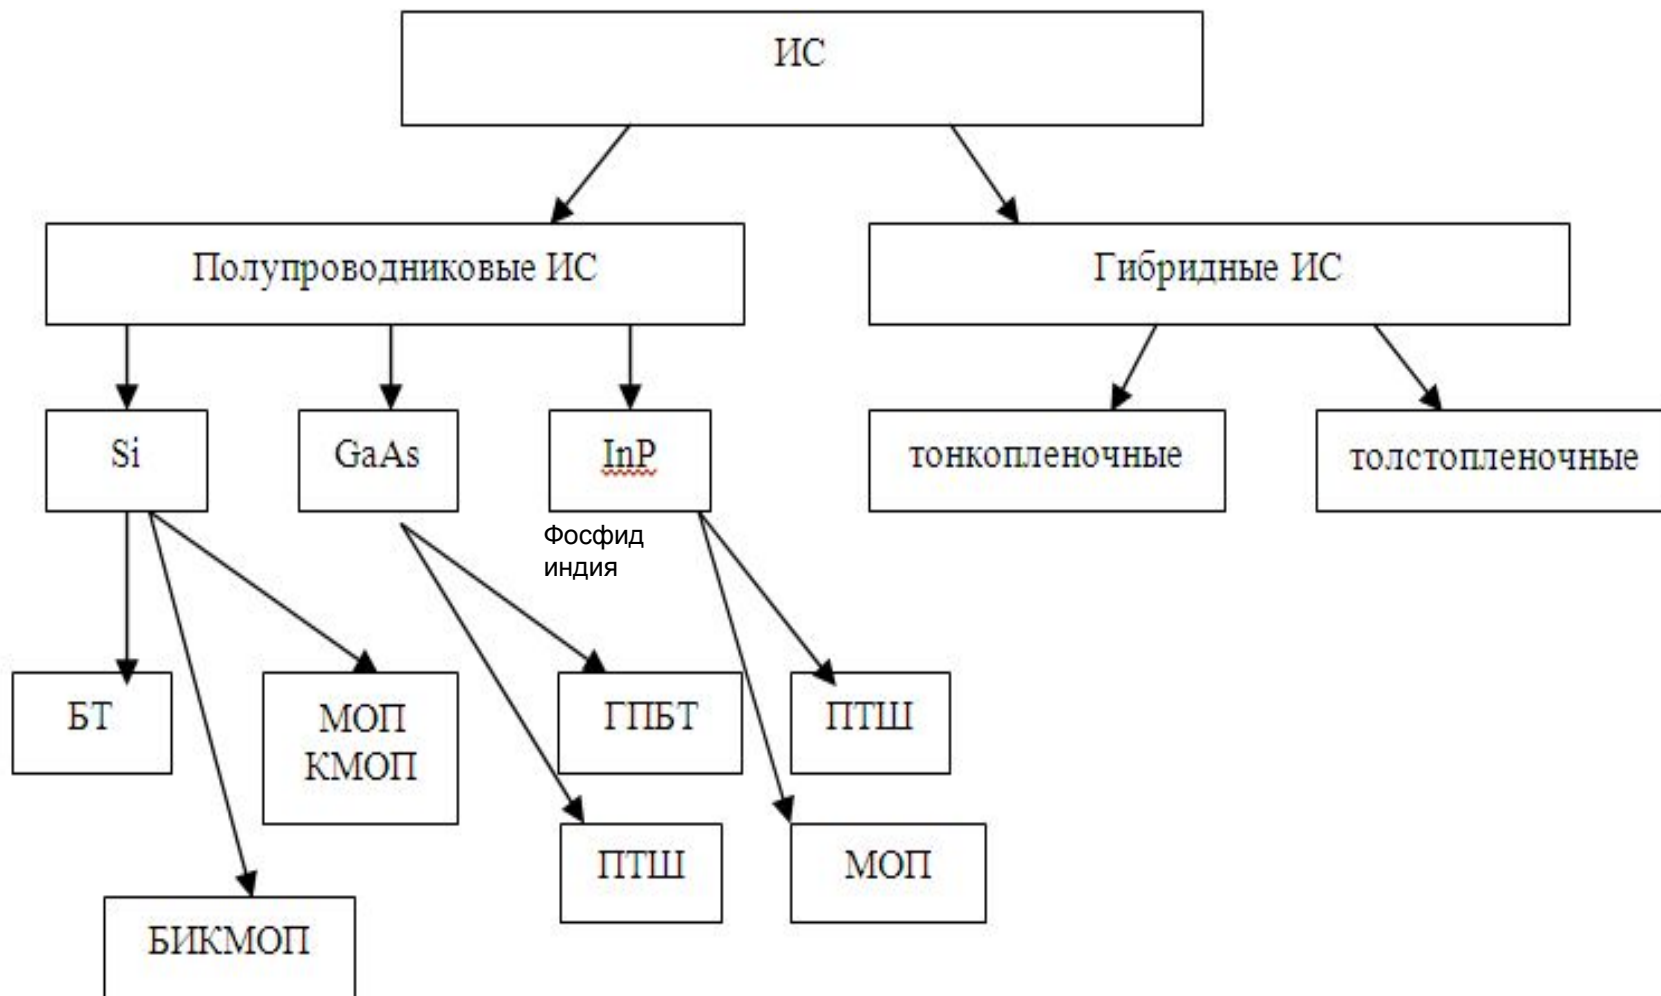 ИС
Полупроводниковые ИС
Гибридные ИС
Si
GaAs
InP
тонкопленочные
толстопленочные
Фосфид
индия
БТ
МОП
КМОП
ГПБТ
ПТШ
ПТШ
МОП
БИКМОП